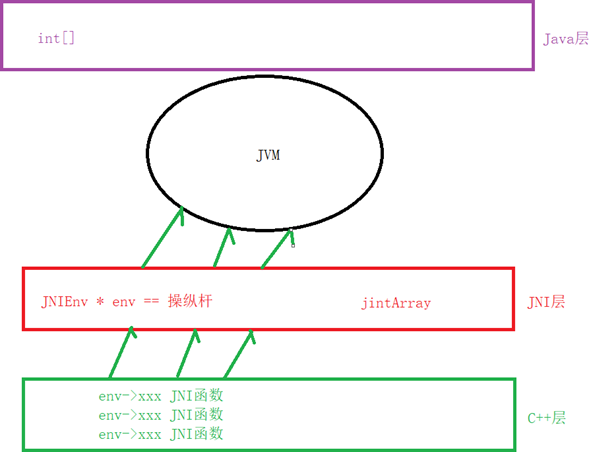 int[]
Java层
JVM
JNIEnv * env == 操纵杆
jintArray
JNI层
env->xxx JNI函数
env->xxx JNI函数
env->xxx JNI函数
C++层